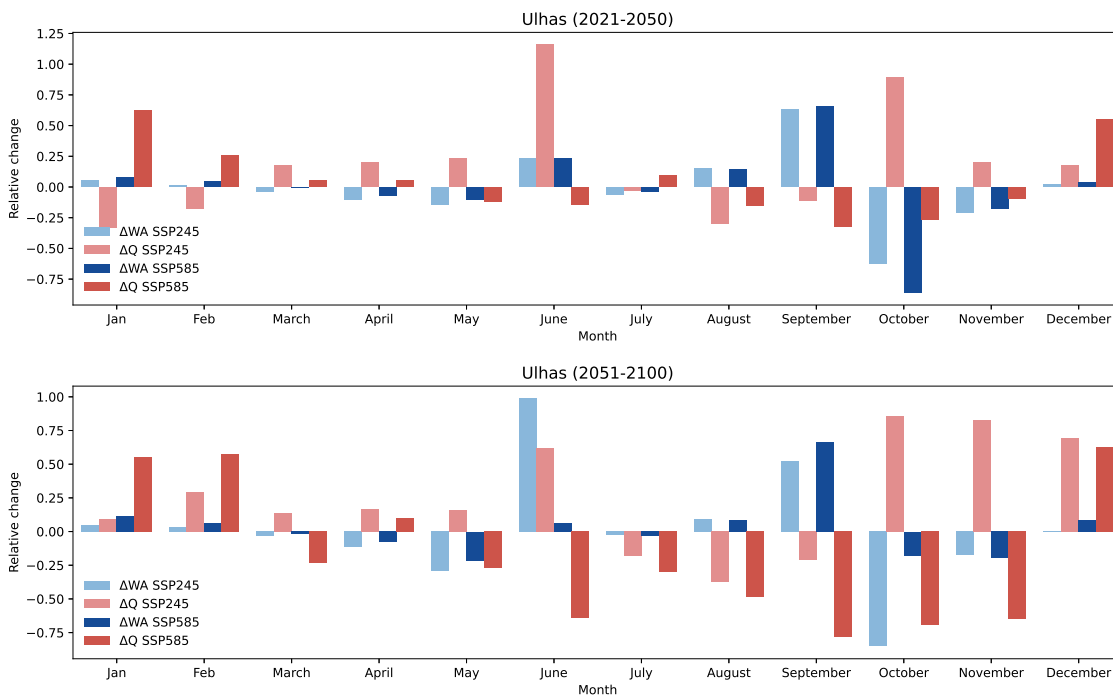 Ulhas (2021-2050)
Relative change
1.25
1.00
0.75
0.50
0.25
0.00
−0.25
−0.50
−0.75
ΔWA SSP245
ΔQ SSP245
ΔWA SSP585
ΔQ SSP585
Jan Feb March April May June July August September October November December
Month
Ulhas (2051-2100)
Relative change
1.00
0.75
0.50
0.25
0.00
−0.25
−0.50
−0.75
ΔWA SSP245
ΔQ SSP245
ΔWA SSP585
ΔQ SSP585
Jan Feb March April May June July August September October November December
Month